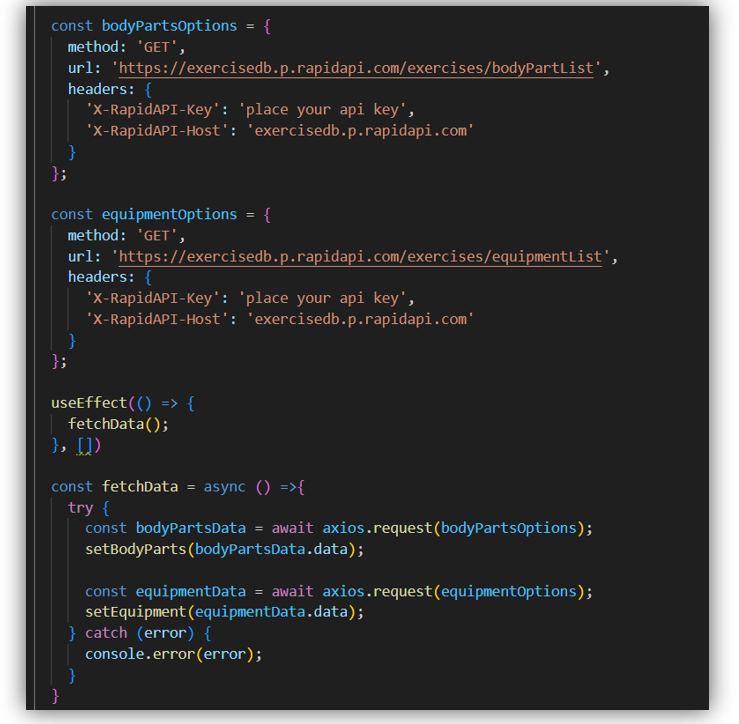 const bodyPartsOptions = {
  method: 'GET',
  url: 'https://exercisedb.p.rapidapi.com/exercises/bodyPartList',
  headers: {
    'X-RapidAPI-Key': 'place your api key',
    'X-RapidAPI-Host': 'exercisedb.p.rapidapi.com'
  }
};

const equipmentOptions = {
  method: 'GET',
  url: 'https://exercisedb.p.rapidapi.com/exercises/equipmentList',
  headers: {
    'X-RapidAPI-Key': 'place your api key',
    'X-RapidAPI-Host': 'exercisedb.p.rapidapi.com'
  }
};

useEffect(() => {
  fetchData();
}, [])

const fetchData = async () =>{
  try {
    const bodyPartsData = await axios.request(bodyPartsOptions);
    setBodyParts(bodyPartsData.data);

    const equipmentData = await axios.request(equipmentOptions);
    setEquipment(equipmentData.data);
  } catch (error) {
    console.error(error);
  }
}